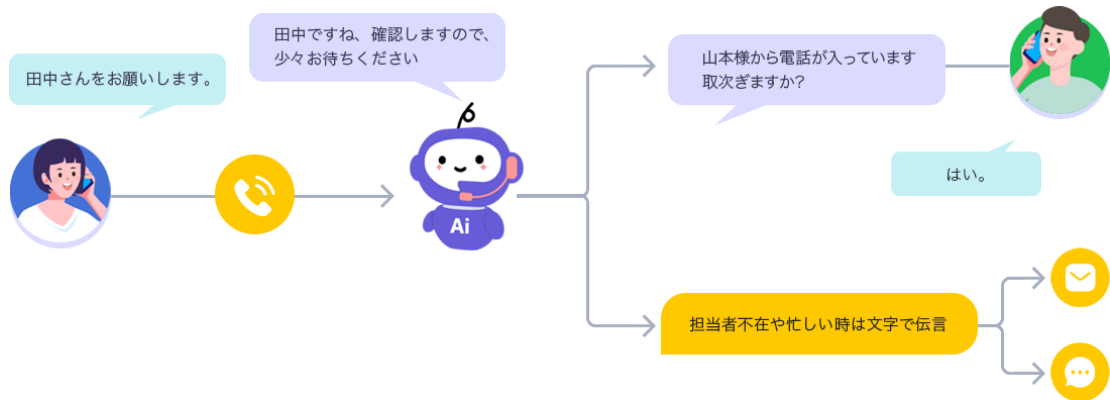 田中さんをお願いします。
田中ですね、確認しますので、
少々お待ちください
Ai
山本様から電話が入っています
取次ぎますか?
はい。
担当者不在や忙しい時は文字で伝言